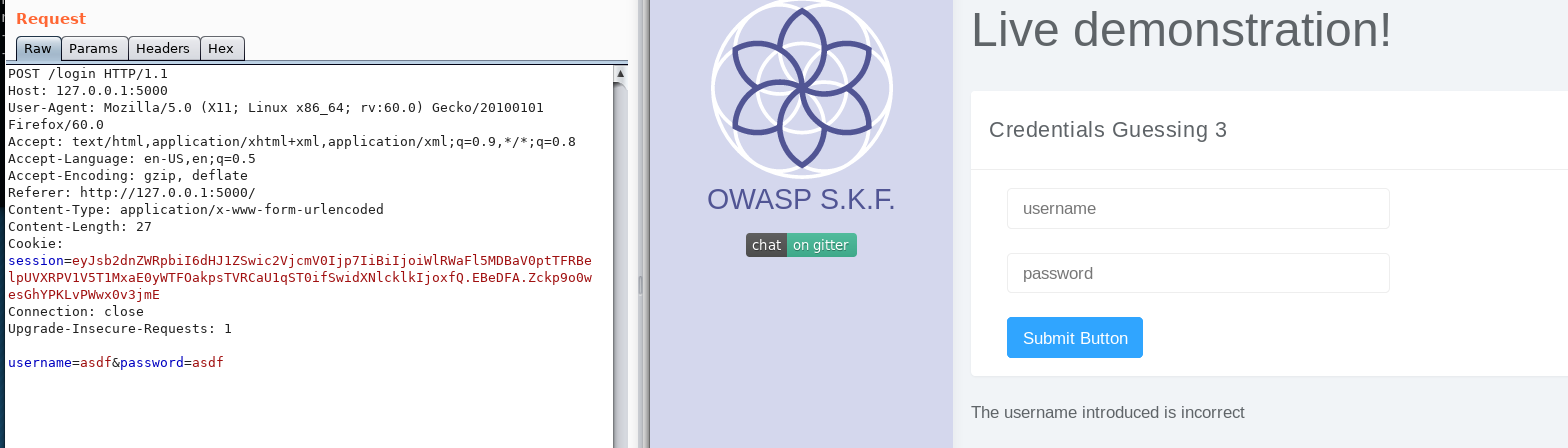 Request
Raw Params Headers Hex
POST /login HTTP/1.1
Host: 127.0.0.1:5000
User-Agent: Mozilla/5.0 (X11; Linux x86_64; rv:60.0) Gecko/20100101
Firefox/60.0
Accept: text/html,application/xhtml+xml,application/xml;q=0.9,*/*;q=0.8
Accept-Language: en-US,en;q=0.5
Accept-Encoding: gzip, deflate
Referer: http://127.0.0.1:5000/
Content-Type: application/x-www-form-urlencoded
Content-Length: 27
Cookie:
session=eyJsb2dnZWRpbiI6dHJ1ZSwic2VjcmV0Ijp7IiBiIjoiWlRWaFl5MDBaV0ptTFRBe
lpUVXRPV1V5T1MxaE0yWTFOakpsTVRCaU1qST0ifSwidXNlcklkIjoxfQ.EBeDFA.Zckp9o0w
esGhYPKLvPWwx0v3jmE
Connection: close
Upgrade-Insecure-Requests: 1
username=asdf&password=asdf
OWASP S.K.F.
chat on gitter
Live demonstration!
Credentials Guessing 3
username
password
Submit Button
The username introduced is incorrect